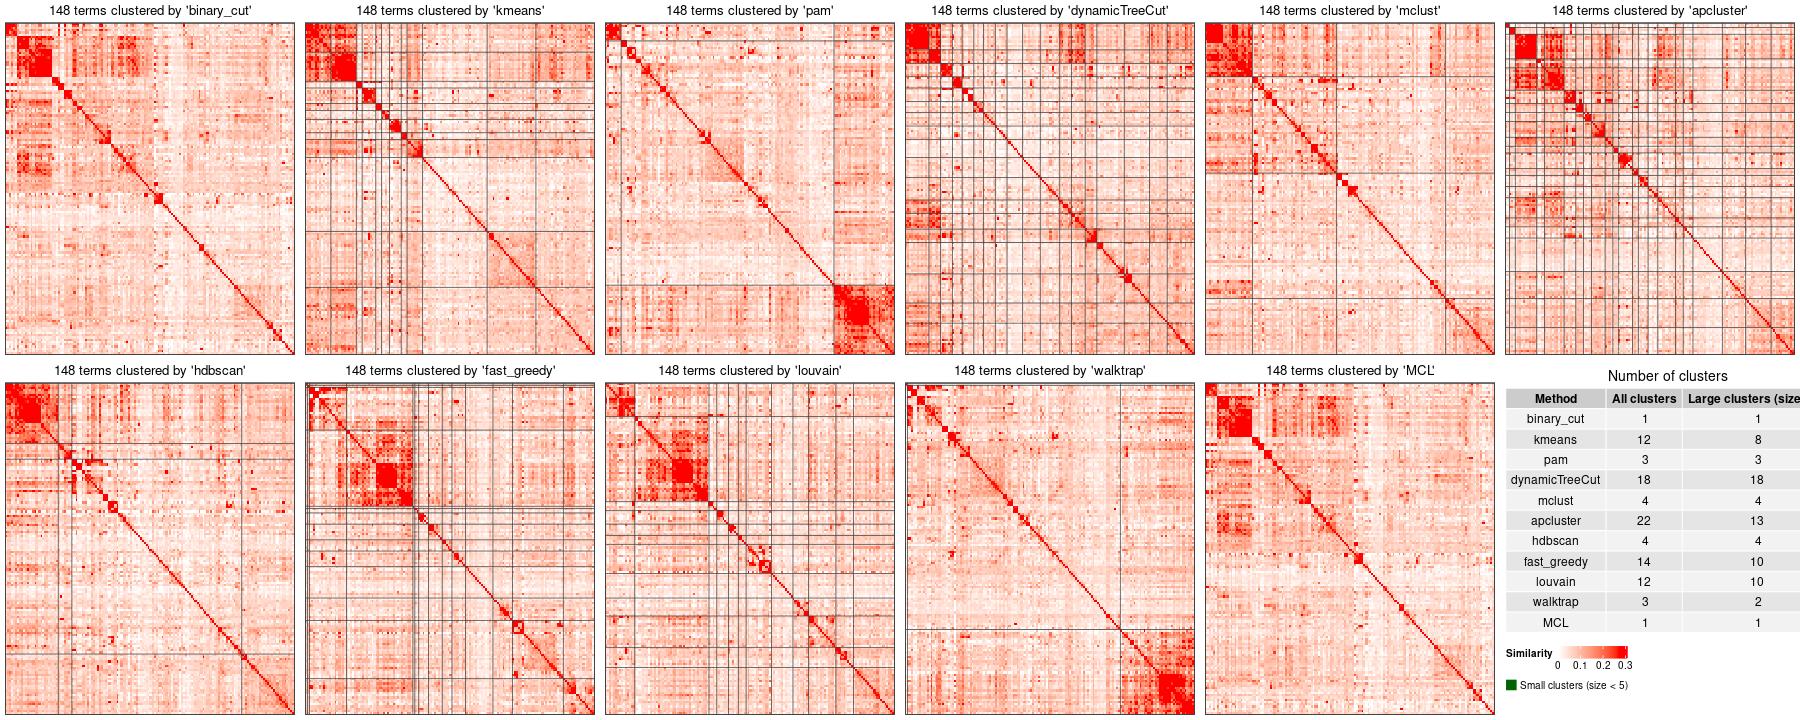 148 terms clustered by 'binary_cut'
148 terms clustered by 'kmeans'
148 terms clustered by 'pam'
148 terms clustered by 'dynamicTreeCut'
148 terms clustered by 'mclust'
148 terms clustered by 'apcluster'
148 terms clustered by 'hdbscan'
148 terms clustered by 'fast_greedy'
148 terms clustered by 'louvain'
148 terms clustered by 'walktrap'
148 terms clustered by 'MCL'
Number of clusters
Method All clusters Large clusters (size
binary_cut 1 1
kmeans 12 8
pam 3 3
dynamicTreeCut 18 18
mclust 4 4
apcluster 22 13
hdbscan 4 4
fast_greedy 14 10
louvain 12 10
walktrap 3 2
MCL 1 1
Similarity
0 0.1 0.2 0.3
Small clusters (size < 5)